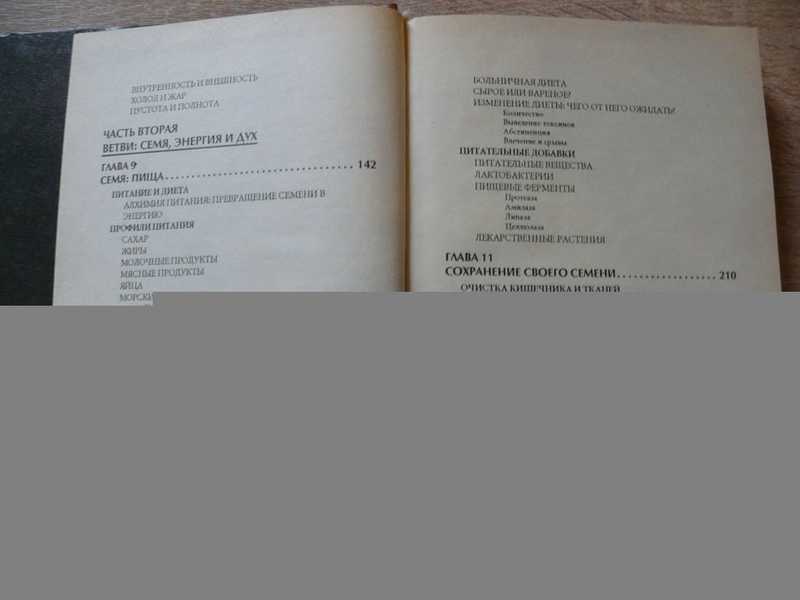 ВНУТРЕННОСТЬ И ВНЕШНОСТЬ
ХОЛОД И ЖАР
ПУСТОТА И ПОЛНОТА
ЧАСТЬ ВТОРАЯ
ВЕТВИ: СЕМЯ, ЭНЕРГИЯ И ДУХ
ГЛАВА 9
СЕМЯ: ПИЩА 142
ПИТАНИЕ И ДИЕТА
АЛХИМИЯ ПИТАНИЯ: ПРЕВРАЩЕНИЕ СЕМЕНИ В
ЭНЕРГИЮ
ПРОФИЛИ ПИТАНИЯ
САХАР
ЖИРЫ
МОЛОЧНЫЕ ПРОДУКТЫ
МЯСНЫЕ ПРОДУКТЫ
ЯЙЦА
БОЛЬНИЧНАЯ ДИЕТА
СЫРОЕ ИЛИ ВАРЕНОЕ?
ИЗМЕНЕНИЕ ДИЕТЫ: ЧЕГО ОТ НЕГО ОЖИДАТЬ?
Количество
Выведение токсинов
Абстиненция
Влечение и срывы
ПИТАТЕЛЬНЫЕ ДОБАВКИ
ПИТАТЕЛЬНЫЕ ВЕЩЕСТВА
ЛАКТОБАКТЕРИИ
ПИЩЕВЫЕ ФЕРМЕНТЫ
Протеаза
Амилаза
Липаза
Целлюлаза
ЛЕКАРСТВЕННЫЕ РАСТЕНИЯ
ГЛАВА 11
СОХРАНЕНИЕ СВОЕГО СЕМЕНИ 210
ОЧИСТКА КИШЕЧНИКА И ТКАНЕЙ